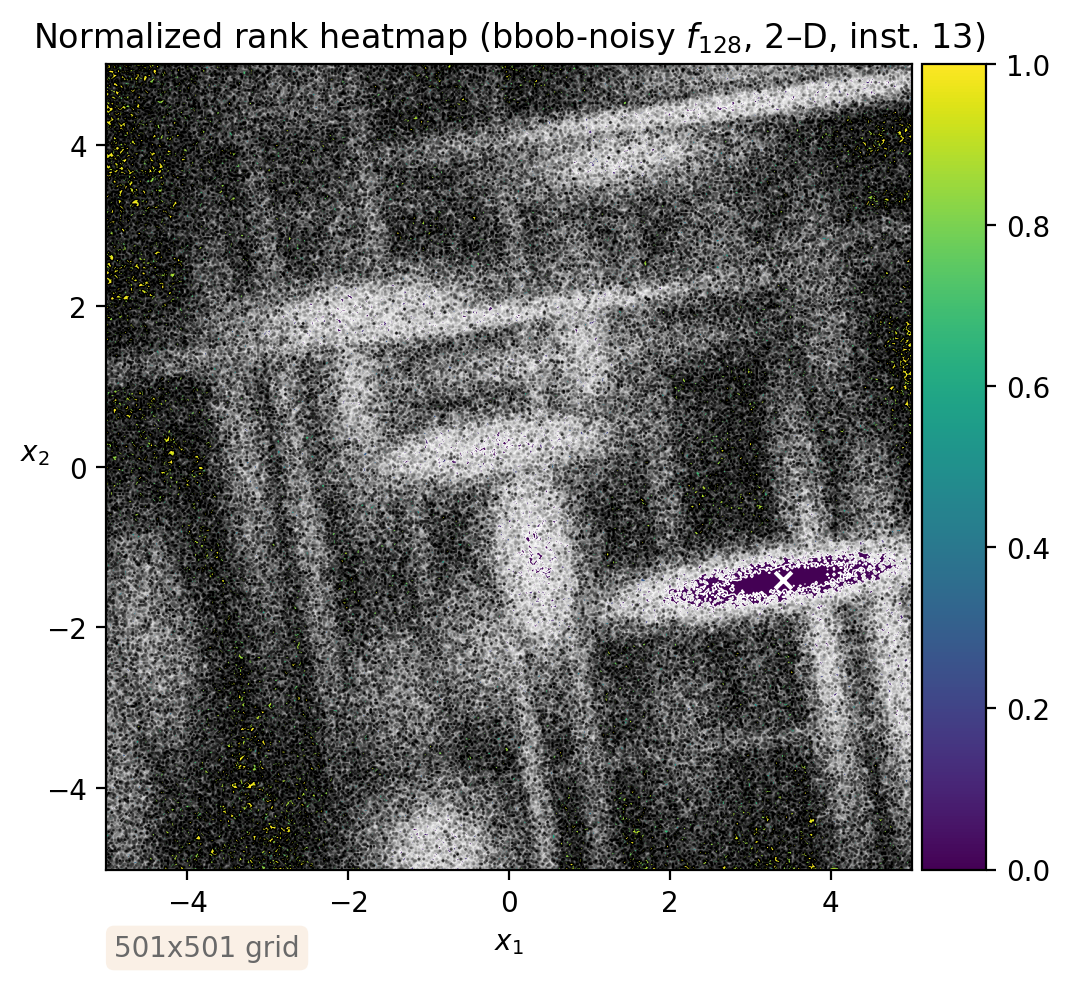 Normalized rank heatmap (bbob-noisy f128, 2–D, inst. 13)
1.0
0.8
0.6
0.4
0.2
0.0
4
2
0
−2
−4
x2
−4 −2 0 2 4
x1
501x501 grid